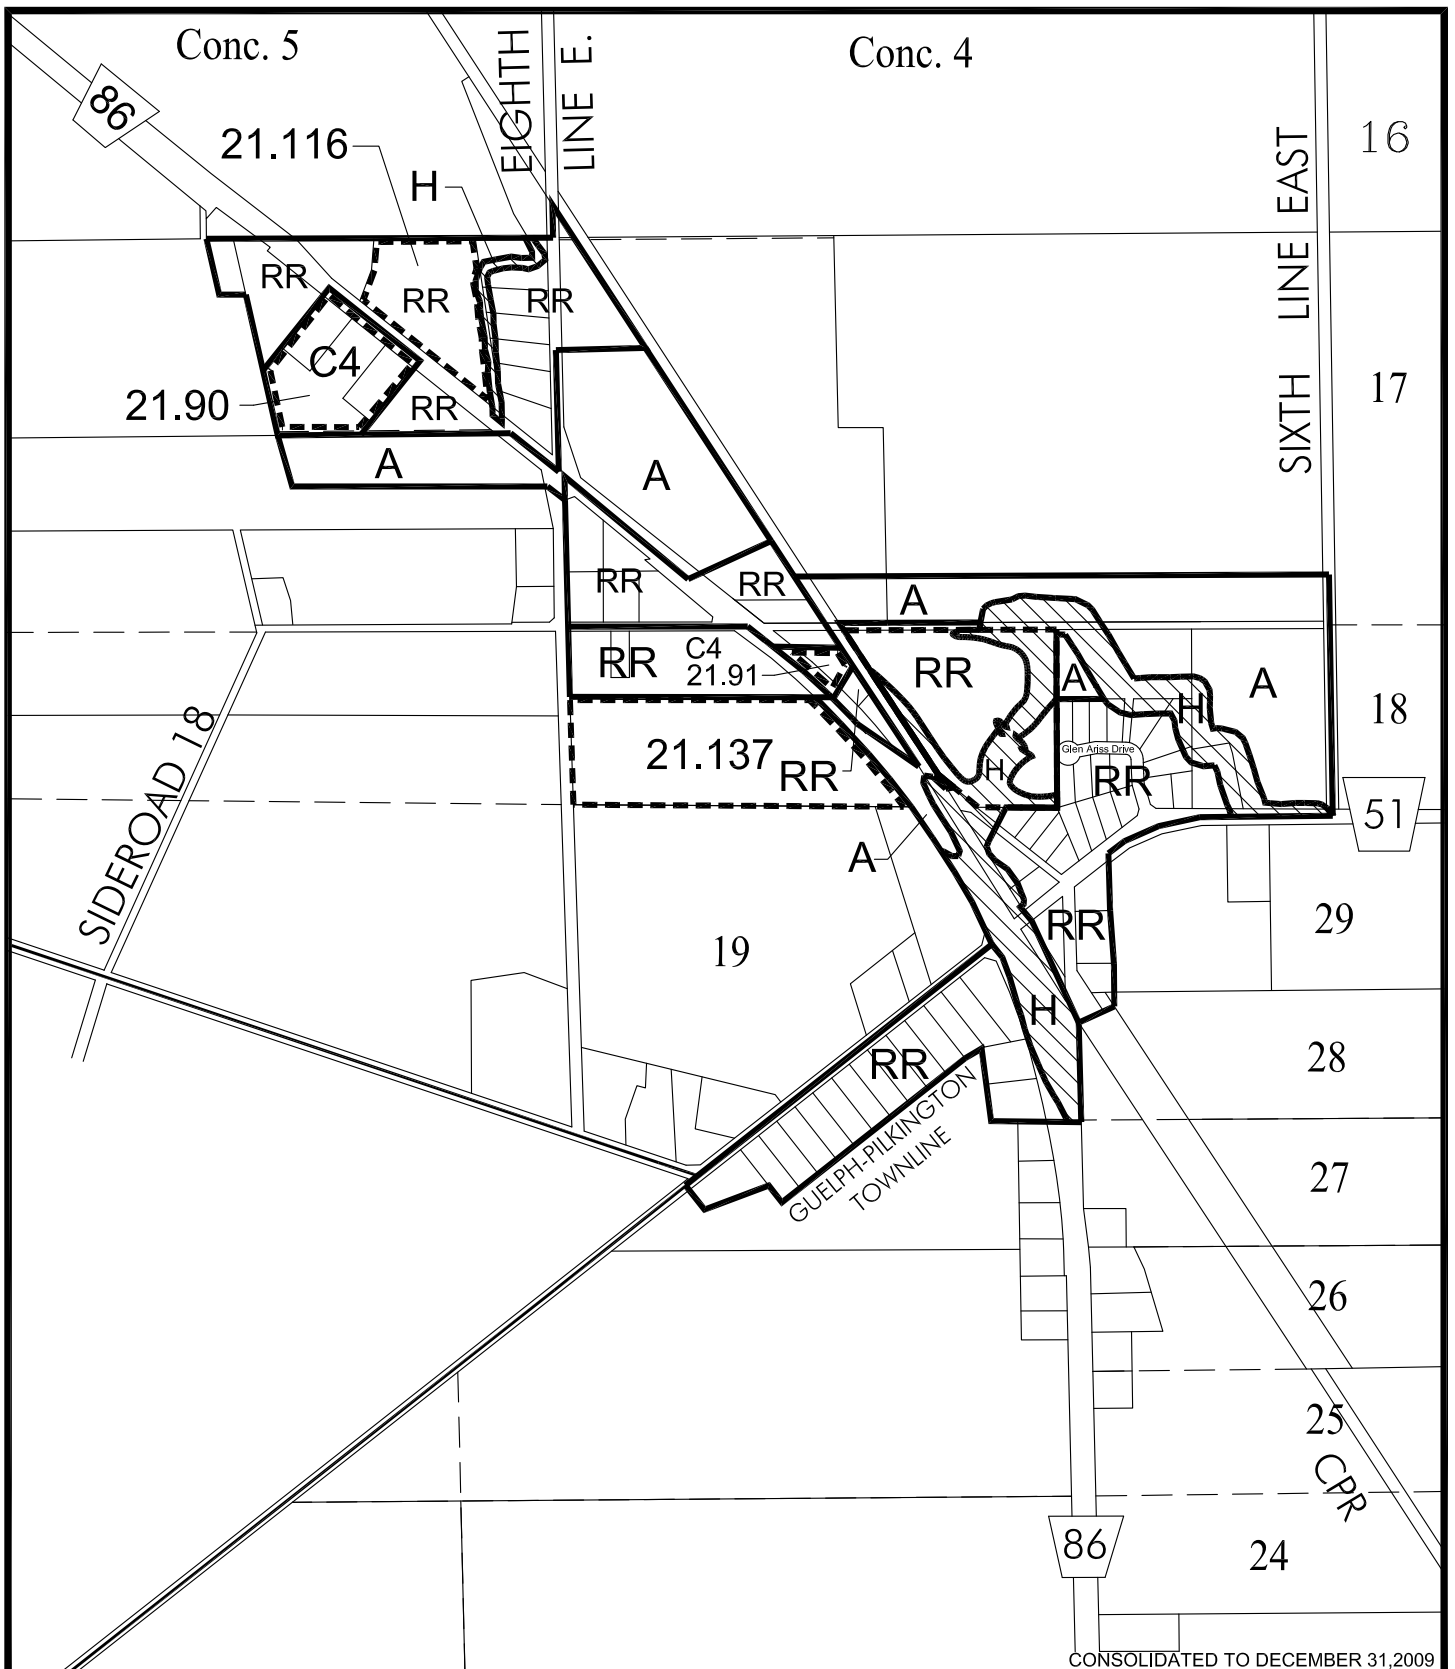 Conc. 5
EIGHTH
LINE E.
Conc. 4
86
21.116
H
16
SIXTH LINE EAST
RR
RR
RR
C4
21.90
RR
17
A
A
RR
RR
A
RR
C4
21.91
RR
A
A
H
18
21.137
RR
Glen Ariss Drive
H
RR
SIDEROAD 18
51
A
19
RR
29
H
RR
28
GUELPH-PILKINGTON
TOWNLINE
27
26
25
CPR
86
24
CONSOLIDATED TO DECEMBER 31,2009